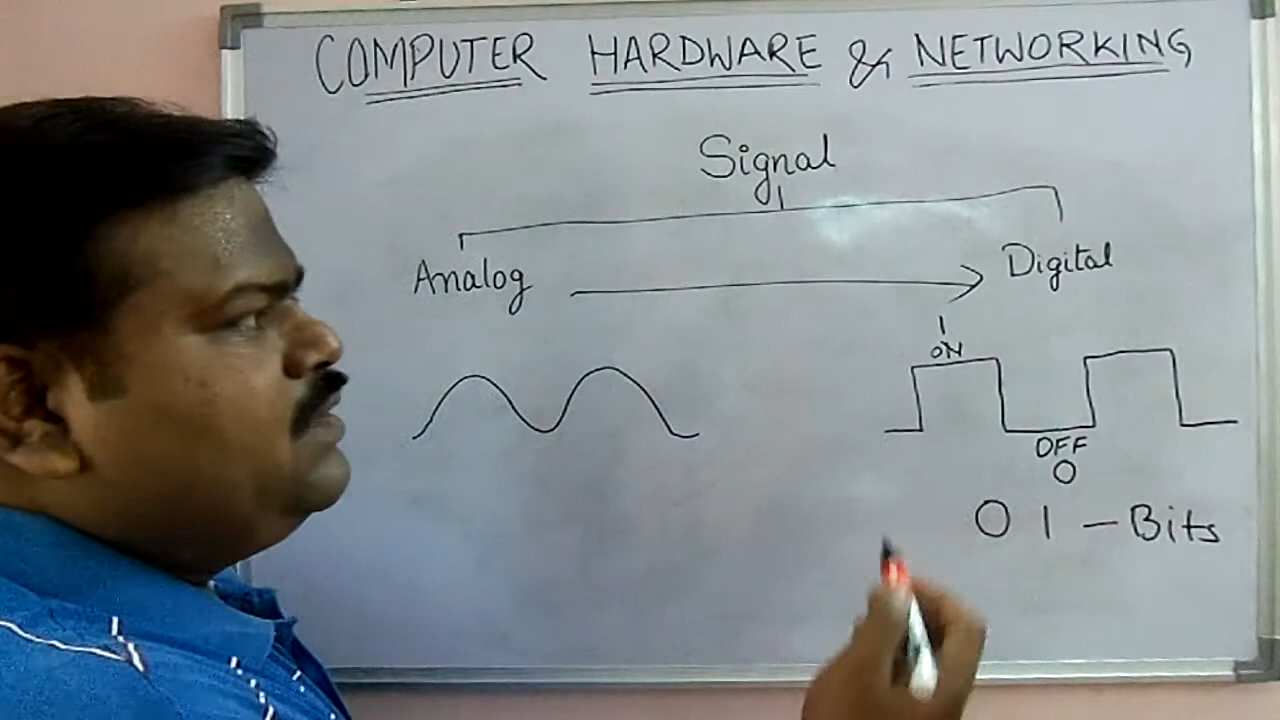 COMPUTER HARDWARE & NETWORKING
Signal
Analog
Digital
1
ON
OFF
0
0 1 - Bits